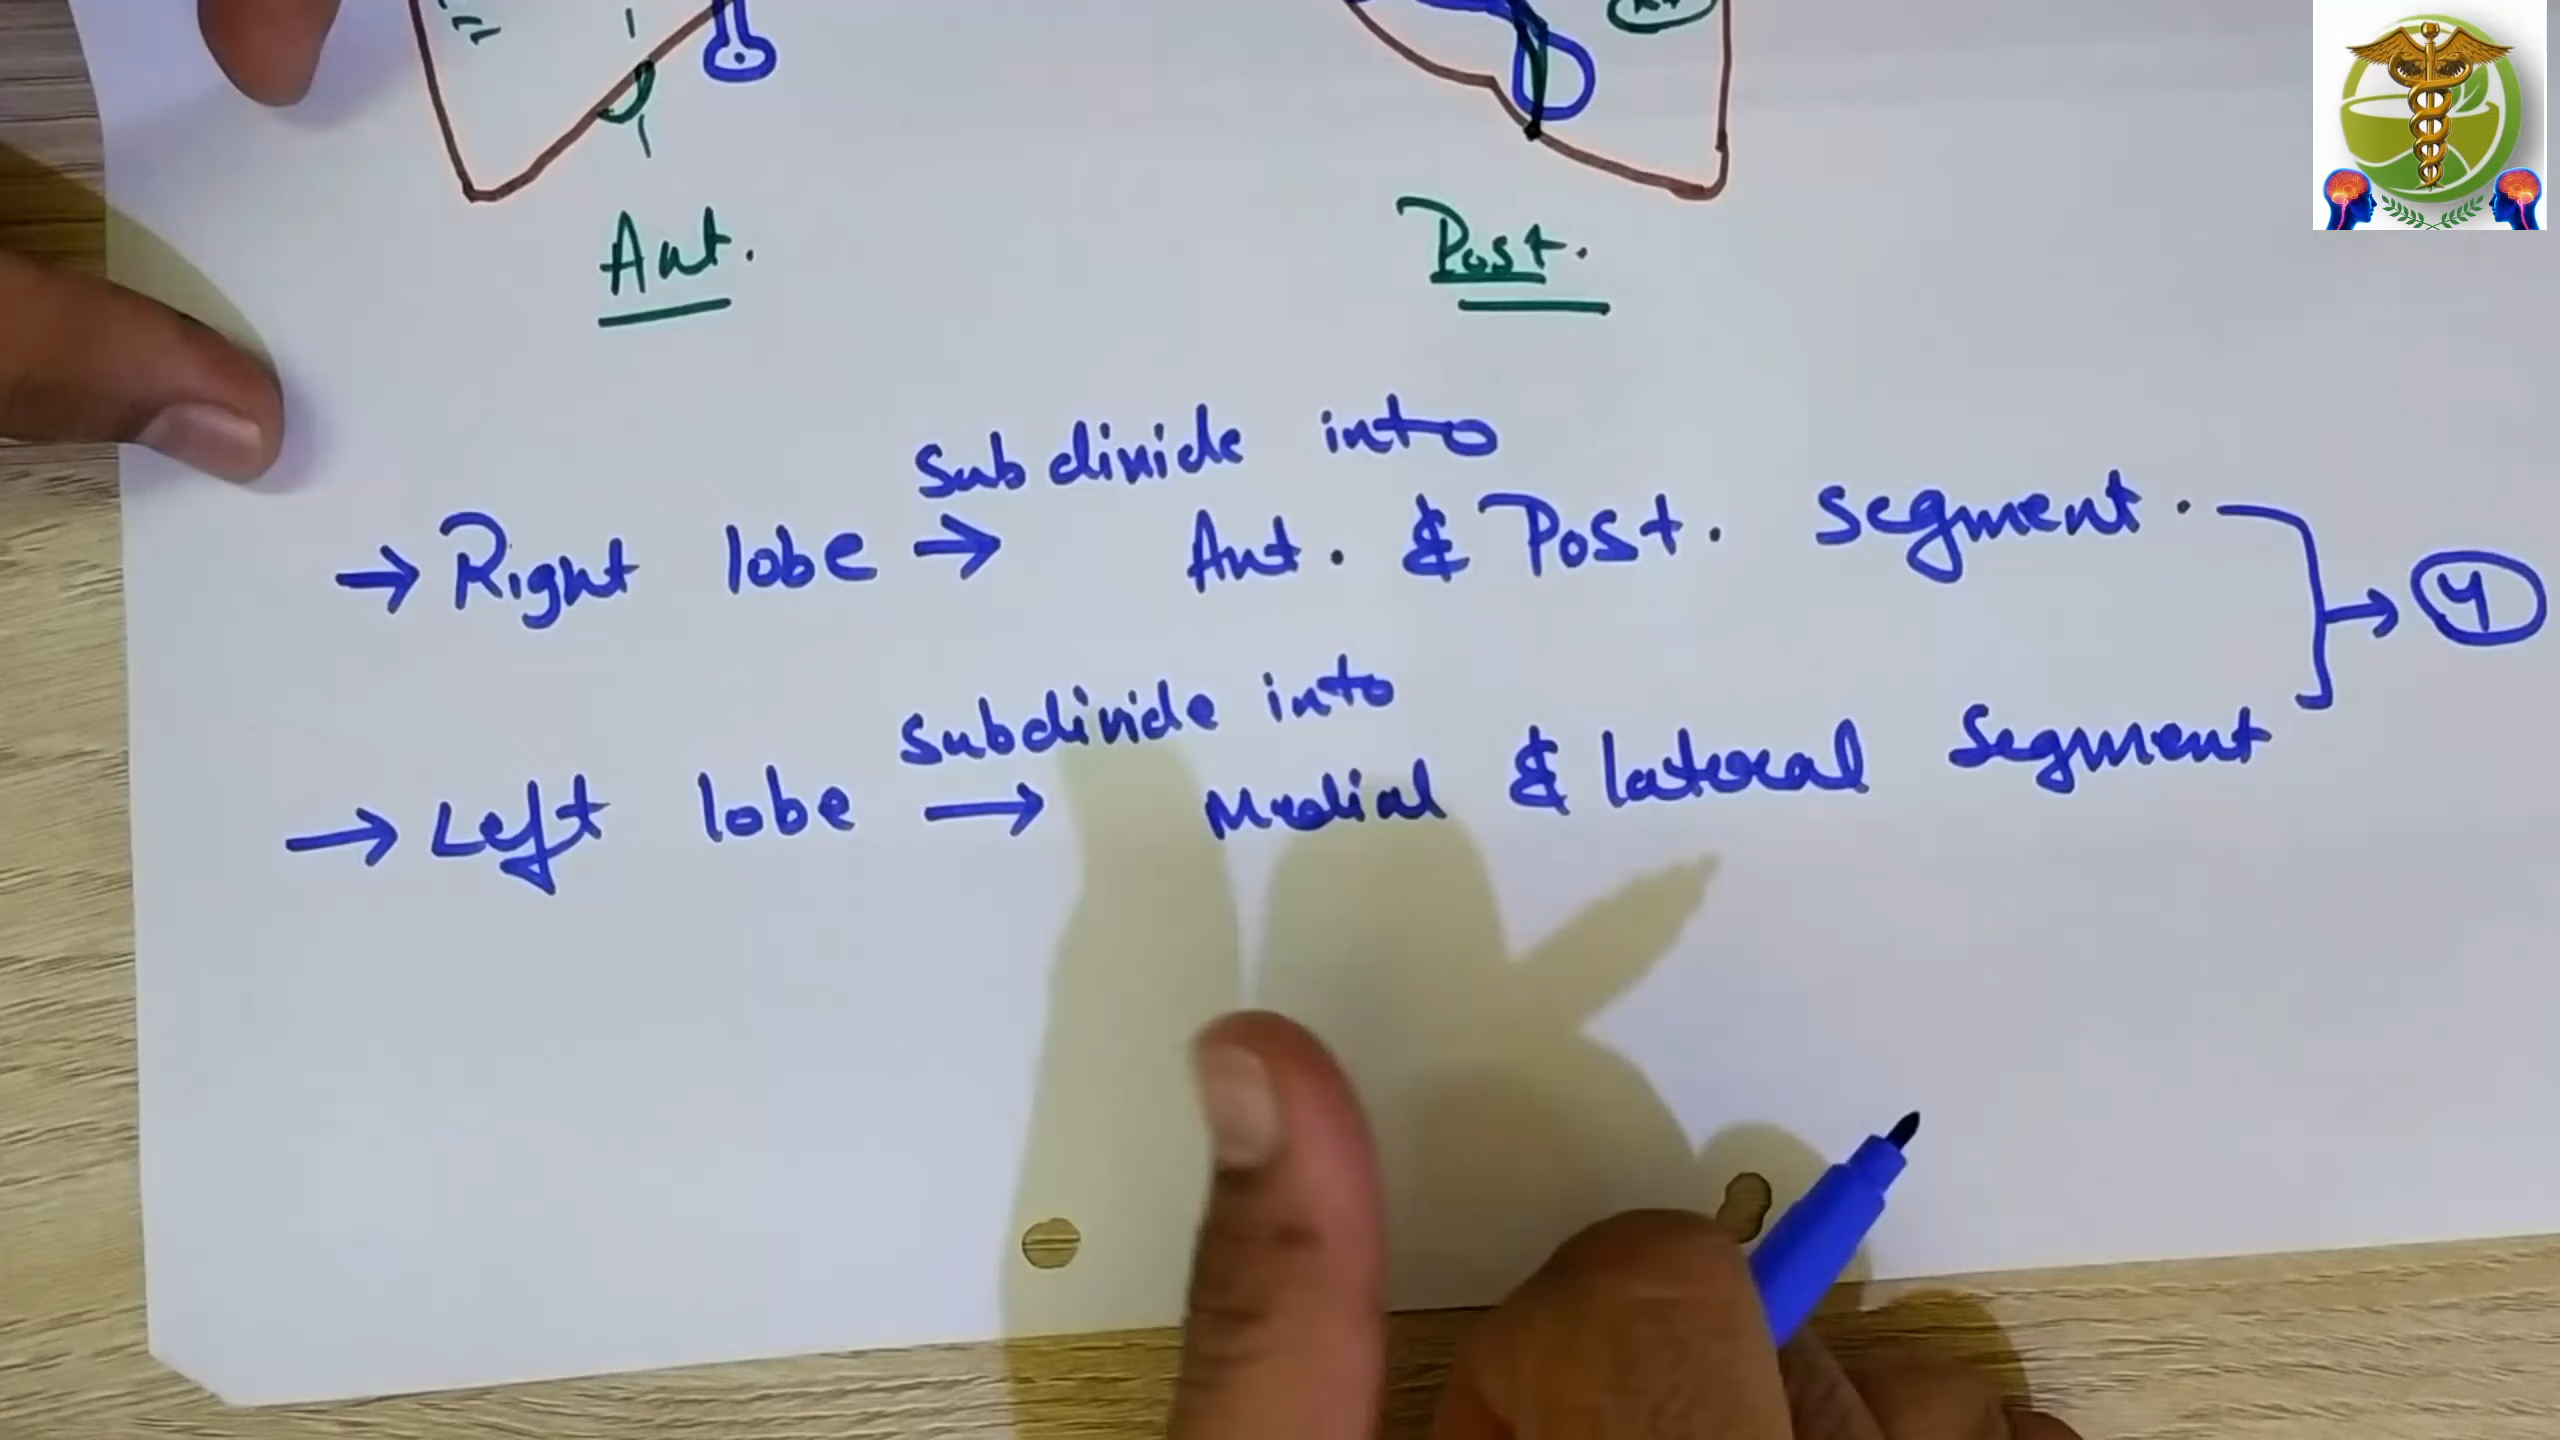 Ant.
Post.
Subdivide into
→ Right lobe → Ant. & Post. segment.
→ 4
Subdivide into
→ Left lobe → Medial & lateral Segment